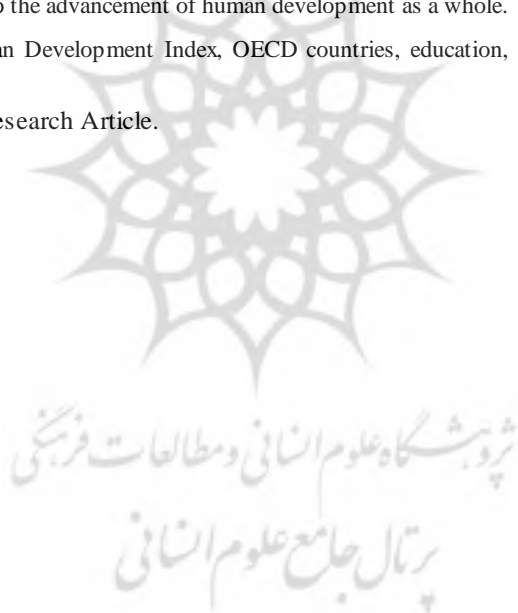 o the advancement of human development as a whole.
an Development Index, OECD countries, education,
esearch Article.
پژوهشگاه علوم انسانی و مطالعات فرهنگی
پرتال جامع علوم انسانی